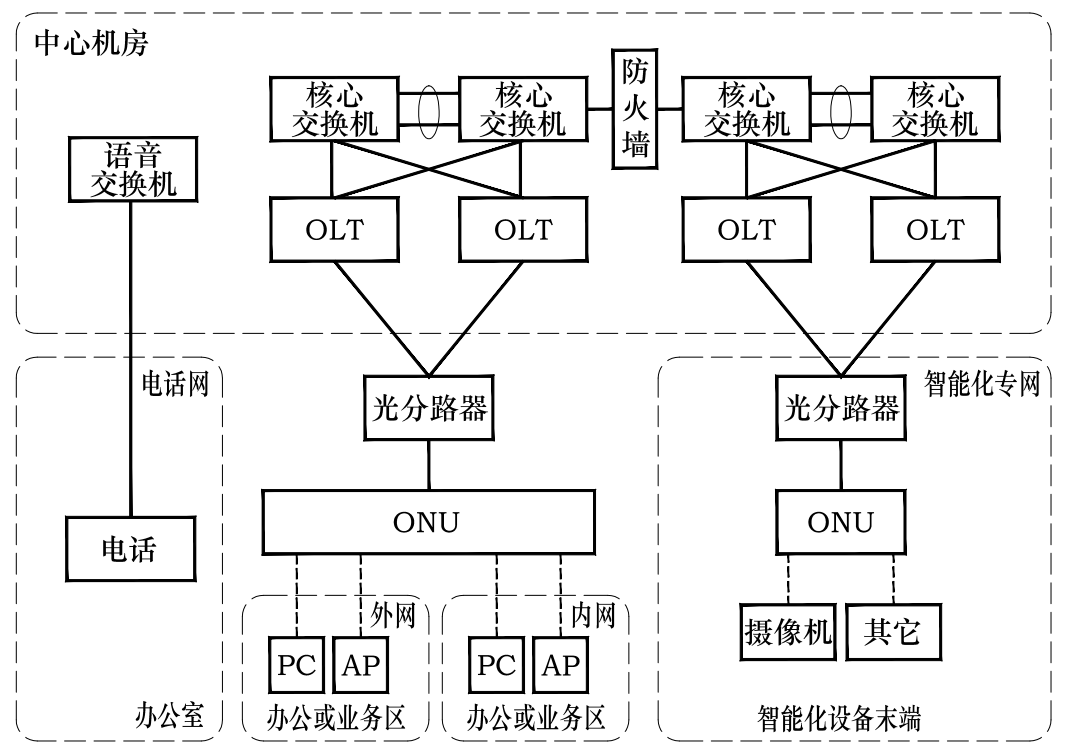 中心机房
核心
交换机
核心
交换机
防
火
墙
核心
交换机
核心
交换机
语音
交换机
OLT
OLT
OLT
OLT
电话网
智能化专网
光分路器
光分路器
ONU
ONU
电话
外网
内网
摄像机
其它
PC
AP
PC
AP
办公室
办公或业务区
办公或业务区
智能化设备末端